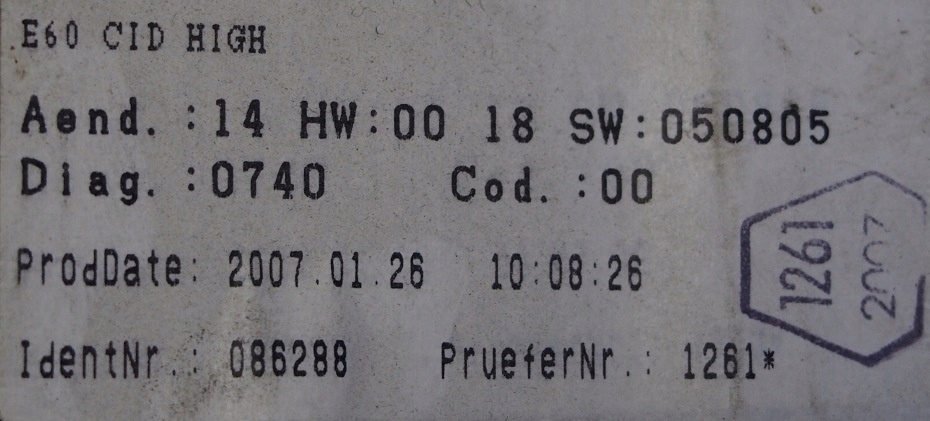 E60 CID HIGH
Aend. :14 HW:00 18 SW:050805
Diag. :0740 Cod. :00
ProdDate: 2007.01.26 10:08:26
IdentNr.: 086288 PrueferNr.: 1261*
1261
2007